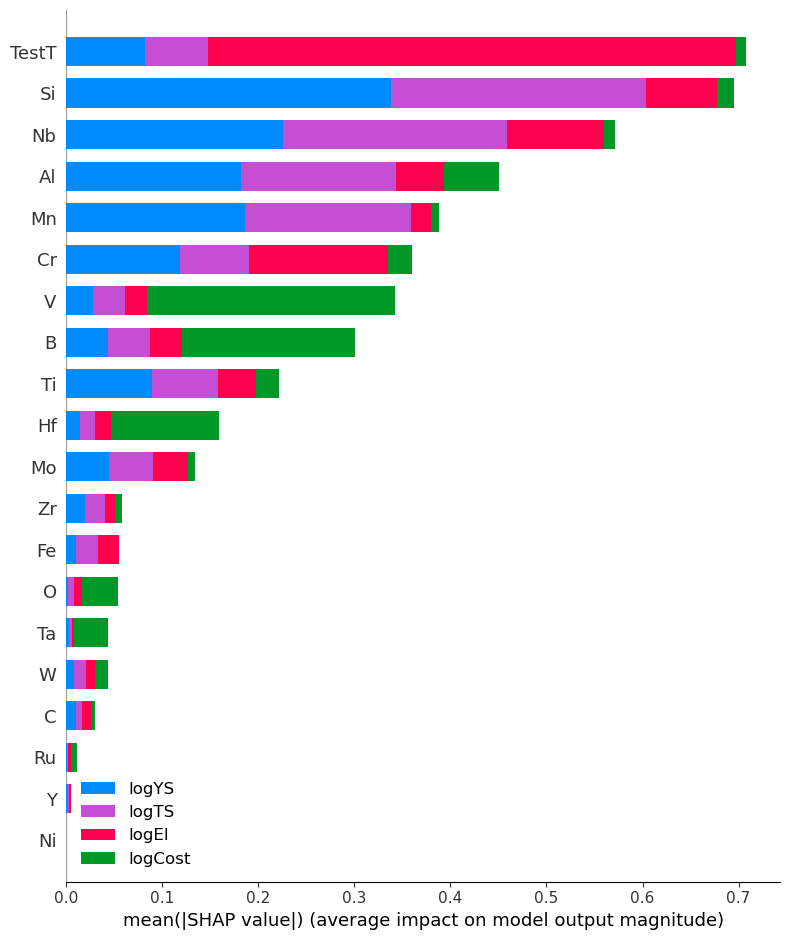 TestT
Si
Nb
Al
Mn
Cr
V
B
Ti
Hf
Mo
Zr
Fe
O
Ta
W
C
Ru
Y
Ni
logYS
logTS
logEl
logCost
0.0 0.1 0.2 0.3 0.4 0.5 0.6 0.7
mean(|SHAP value|) (average impact on model output magnitude)